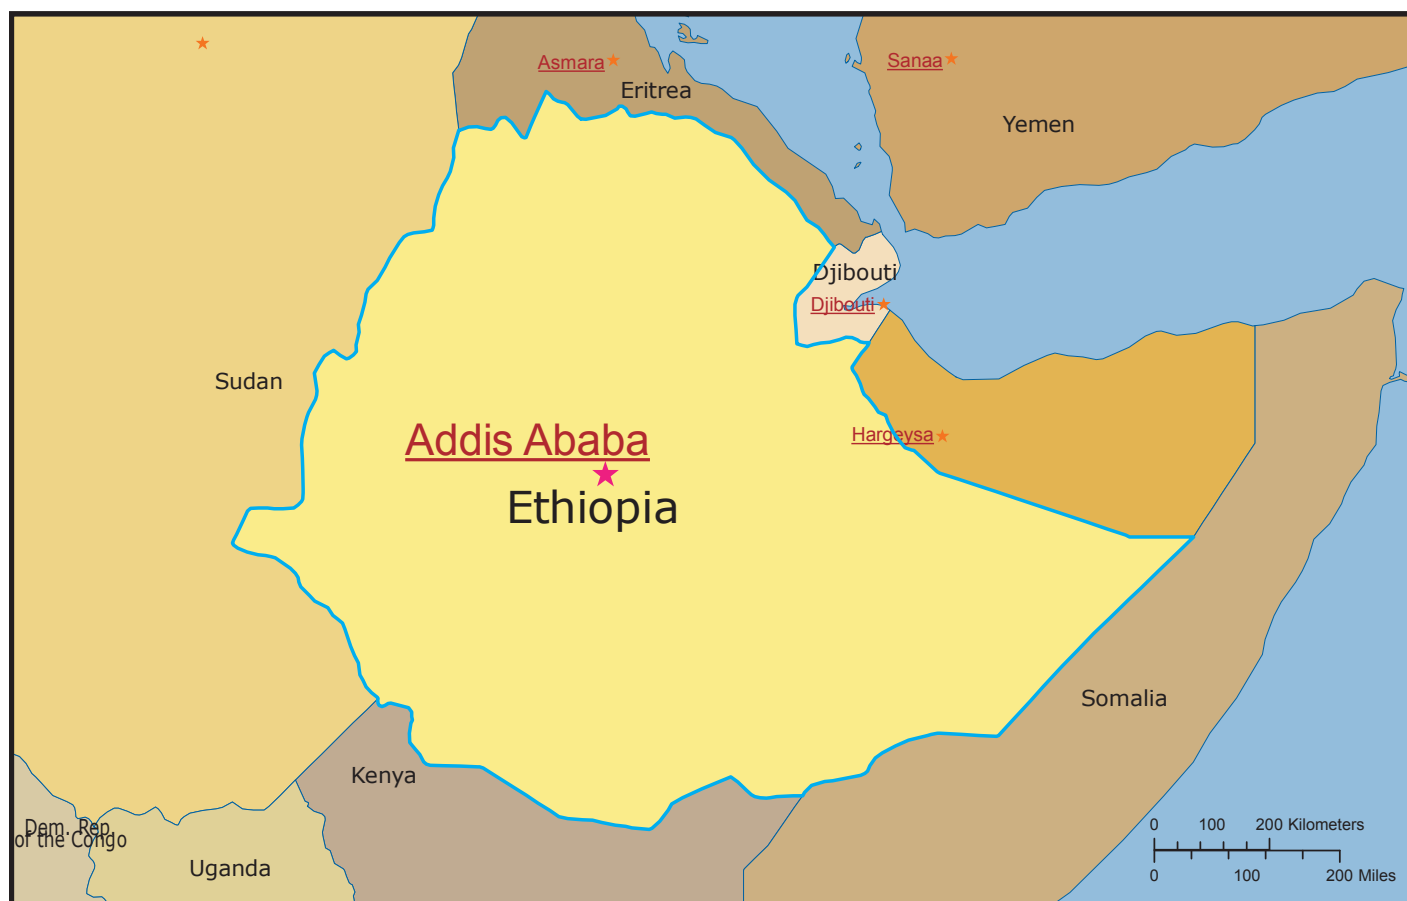 Asmara
Sanaa
Eritrea
Yemen
Djibouti
Djibouti
Sudan
Addis Ababa
Hargeysa
Ethiopia
Somalia
Kenya
Dem. Rep.
of the Congo
Uganda
0 100 200 Kilometers
0 100 200 Miles